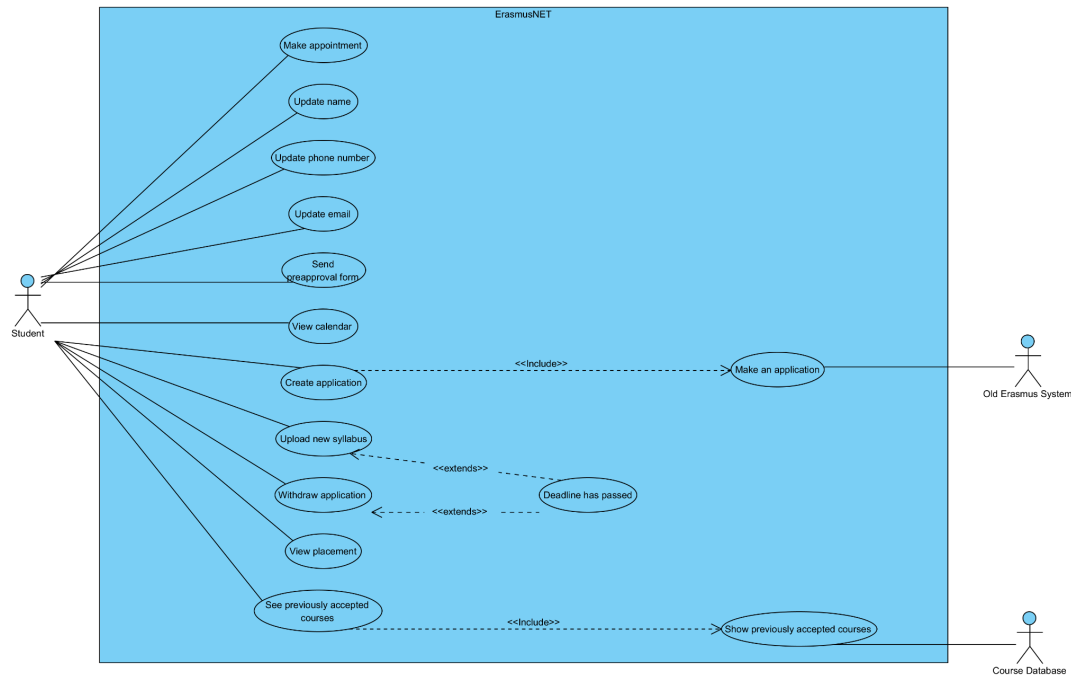 ErasmusNET
Make appointment
Update name
Update phone number
Update email
Send
preapproval form
Student
View calendar
<<Include>>
Create application
Make an application
Old Erasmus System
Upload new syllabus
<<extends>>
Withdraw application
Deadline has passed
<<extends>>
View placement
See previously accepted
courses
<<Include>>
Show previously accepted courses
Course Database